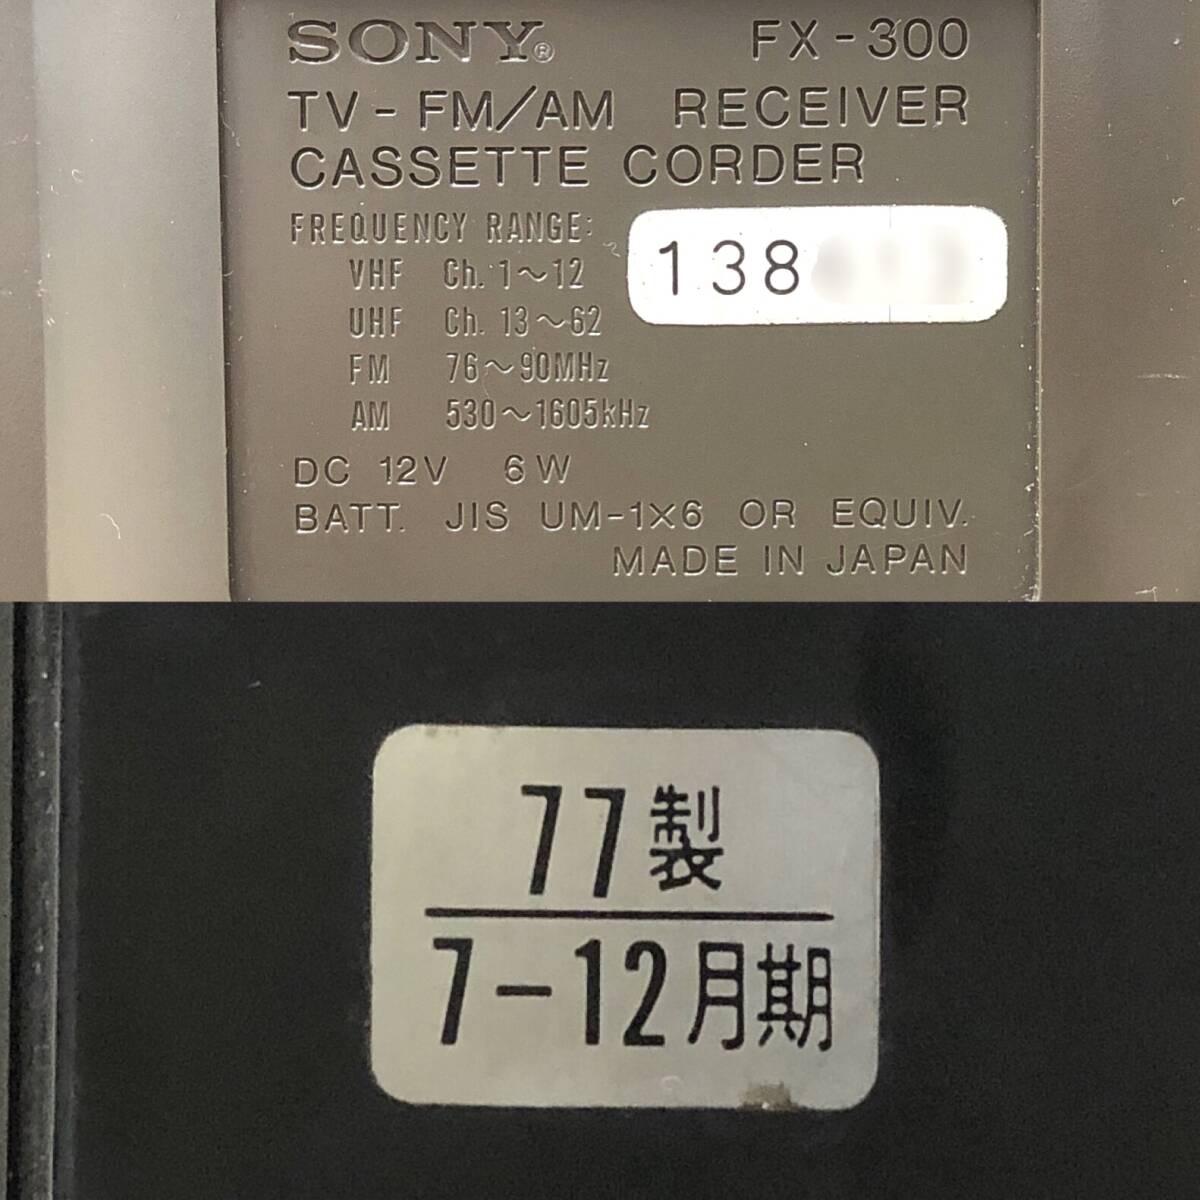 SONY® FX-300
TV-FM/AM RECEIVER
CASSETTE CORDER
FREQUENCY RANGE:
VHF Ch. 1~12
UHF Ch. 13~62
FM 76~90MHz
AM 530~1605kHz
138
DC 12V 6W
BATT. JIS UM-1×6 OR EQUIV.
MADE IN JAPAN
77製
7-12月期